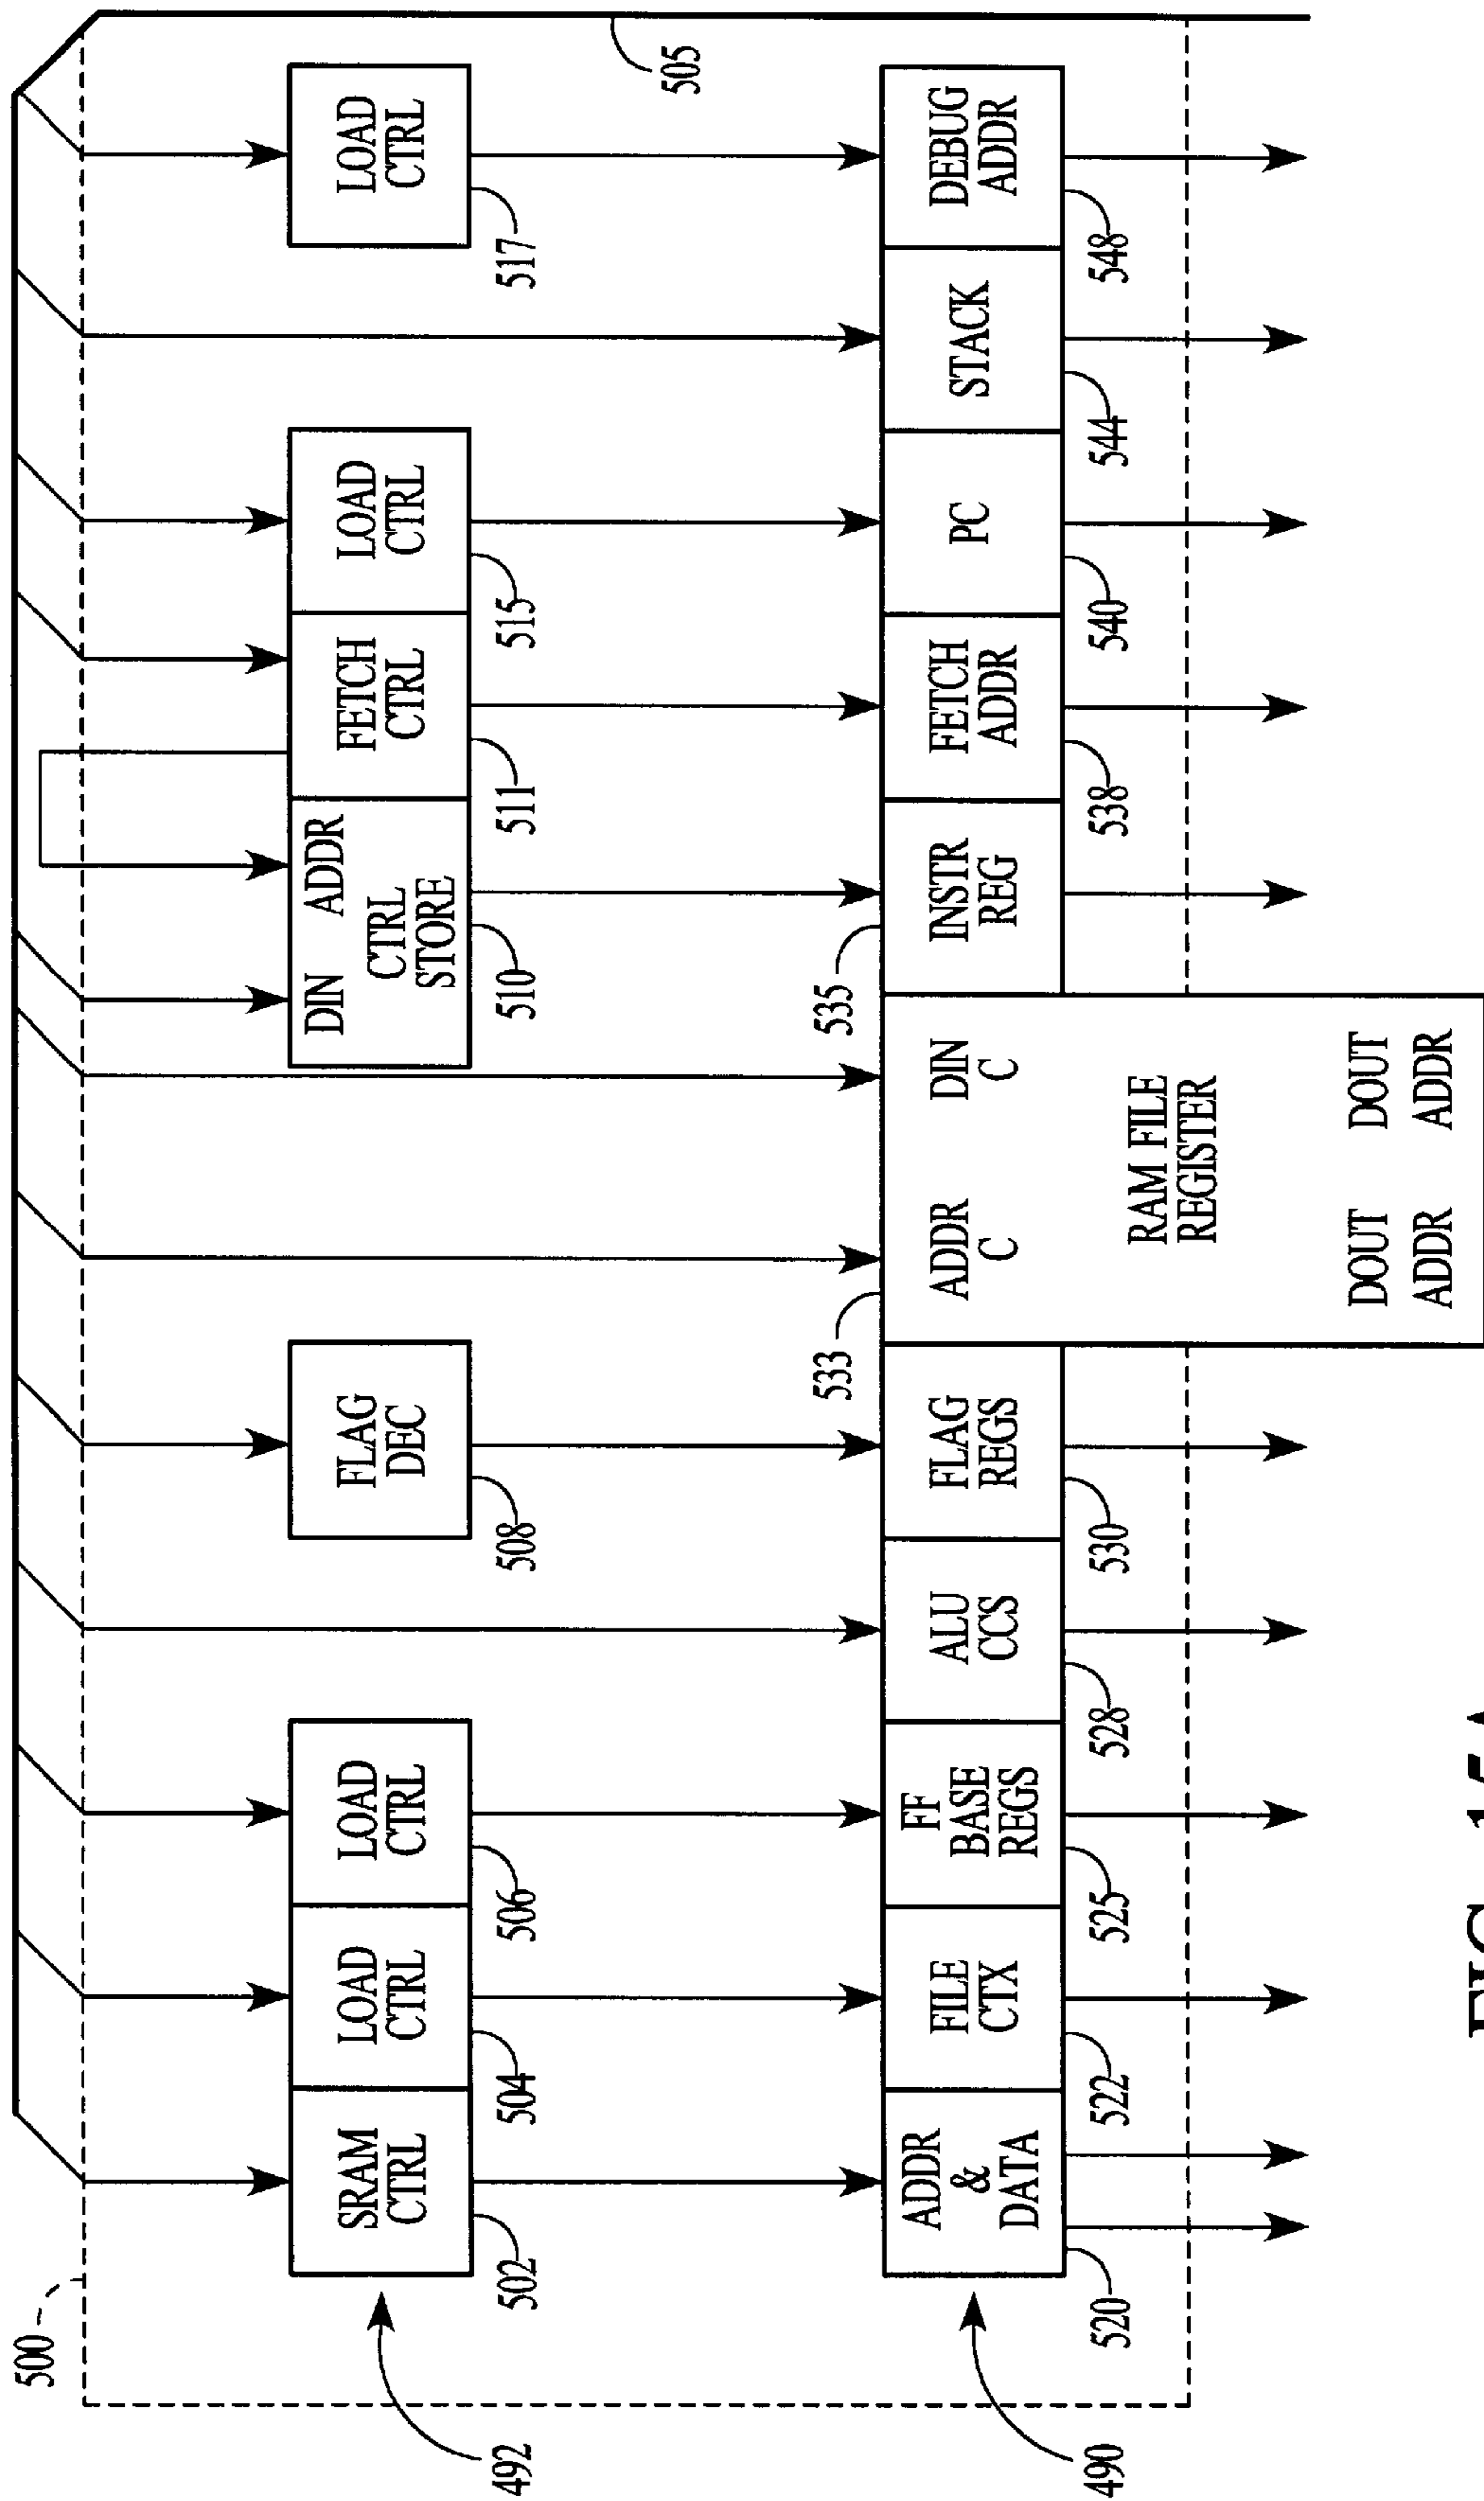 500
SRAM
CTRL
LOAD
CTRL
LOAD
CTRL
FLAG
DEC
DIN ADDR
CTRL
STORE
FETCH
CTRL
LOAD
CTRL
LOAD
CTRL
492
502
504
506
508
510
511
515
517
505
533
535
ADDR
&
DATA
FILE
CTX
FF
BASE
REGS
ALU
CCS
FLAG
REGS
ADDR
C
DIN
C
INSTR
REG
FETCH
ADDR
PC
STACK
DEBUG
ADDR
490
520
522
525
528
530
RAM FILE
REGISTER
538
540
544
548
DOUT
ADDR
DOUT
ADDR